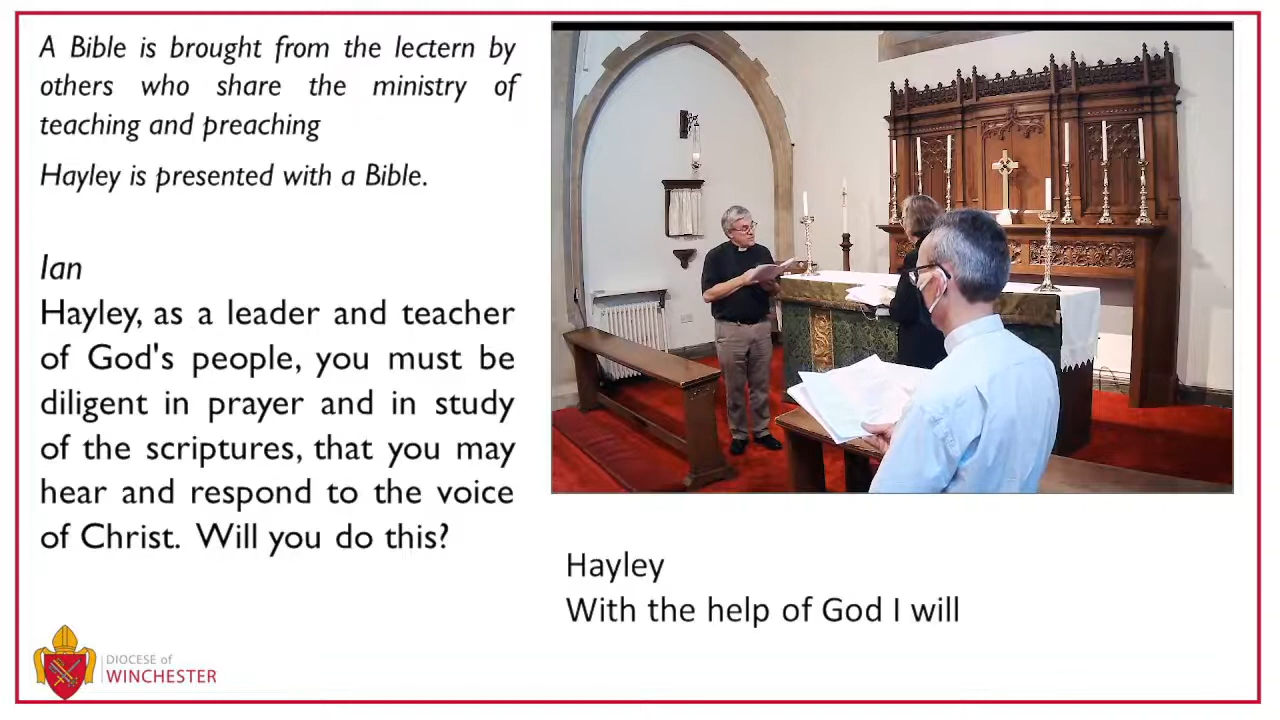 A Bible is brought from the lectern by
others who share the ministry of
teaching and preaching
Hayley is presented with a Bible.
Ian
Hayley, as a leader and teacher
of God's people, you must be
diligent in prayer and in study
of the scriptures, that you may
hear and respond to the voice
of Christ. Will you do this?
Hayley
With the help of God I will
DIOCESE of
WINCHESTER